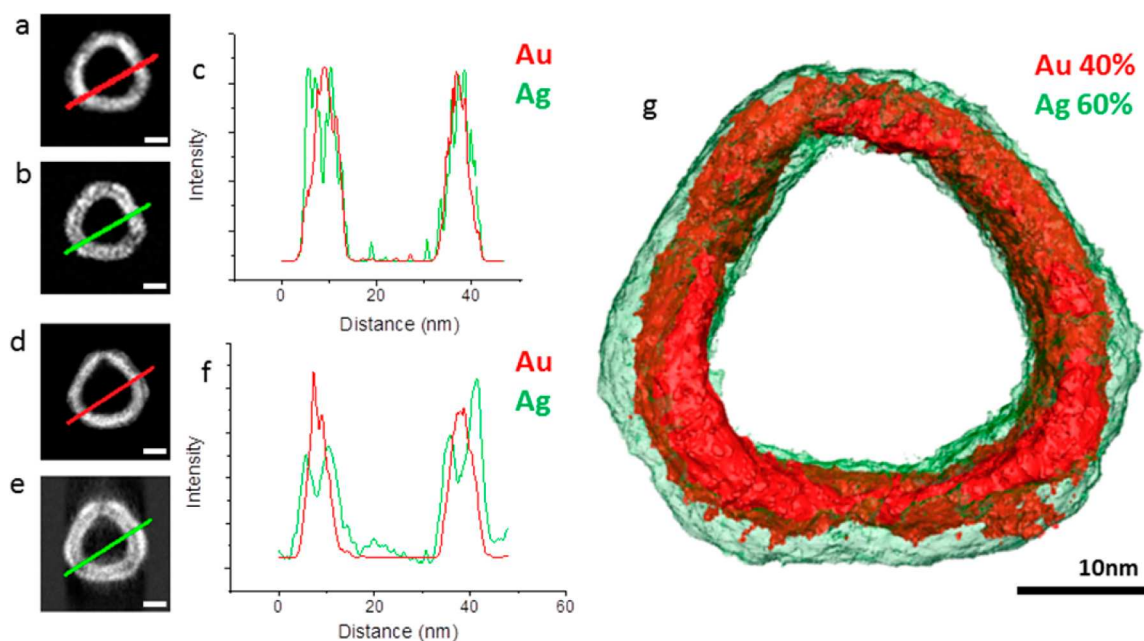 a
b
c
Au
Ag
Intensity
0
20
40
Distance (nm)
d
e
f
Au
Ag
Intensity
0
20
40
60
Distance (nm)
g
Au 40%
Ag 60%
10nm